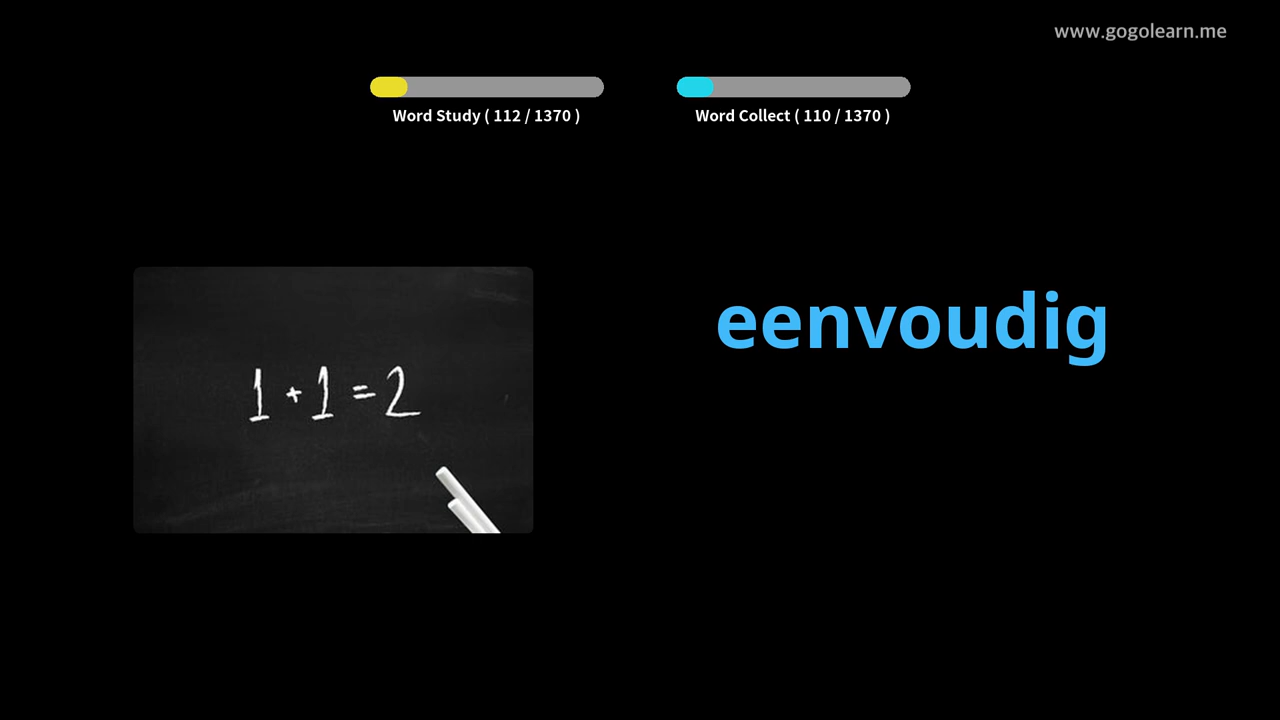 www.gogolearn.me
Word Study ( 112 / 1370 )
Word Collect ( 110 / 1370 )
eenvoudig
1 + 1 = 2